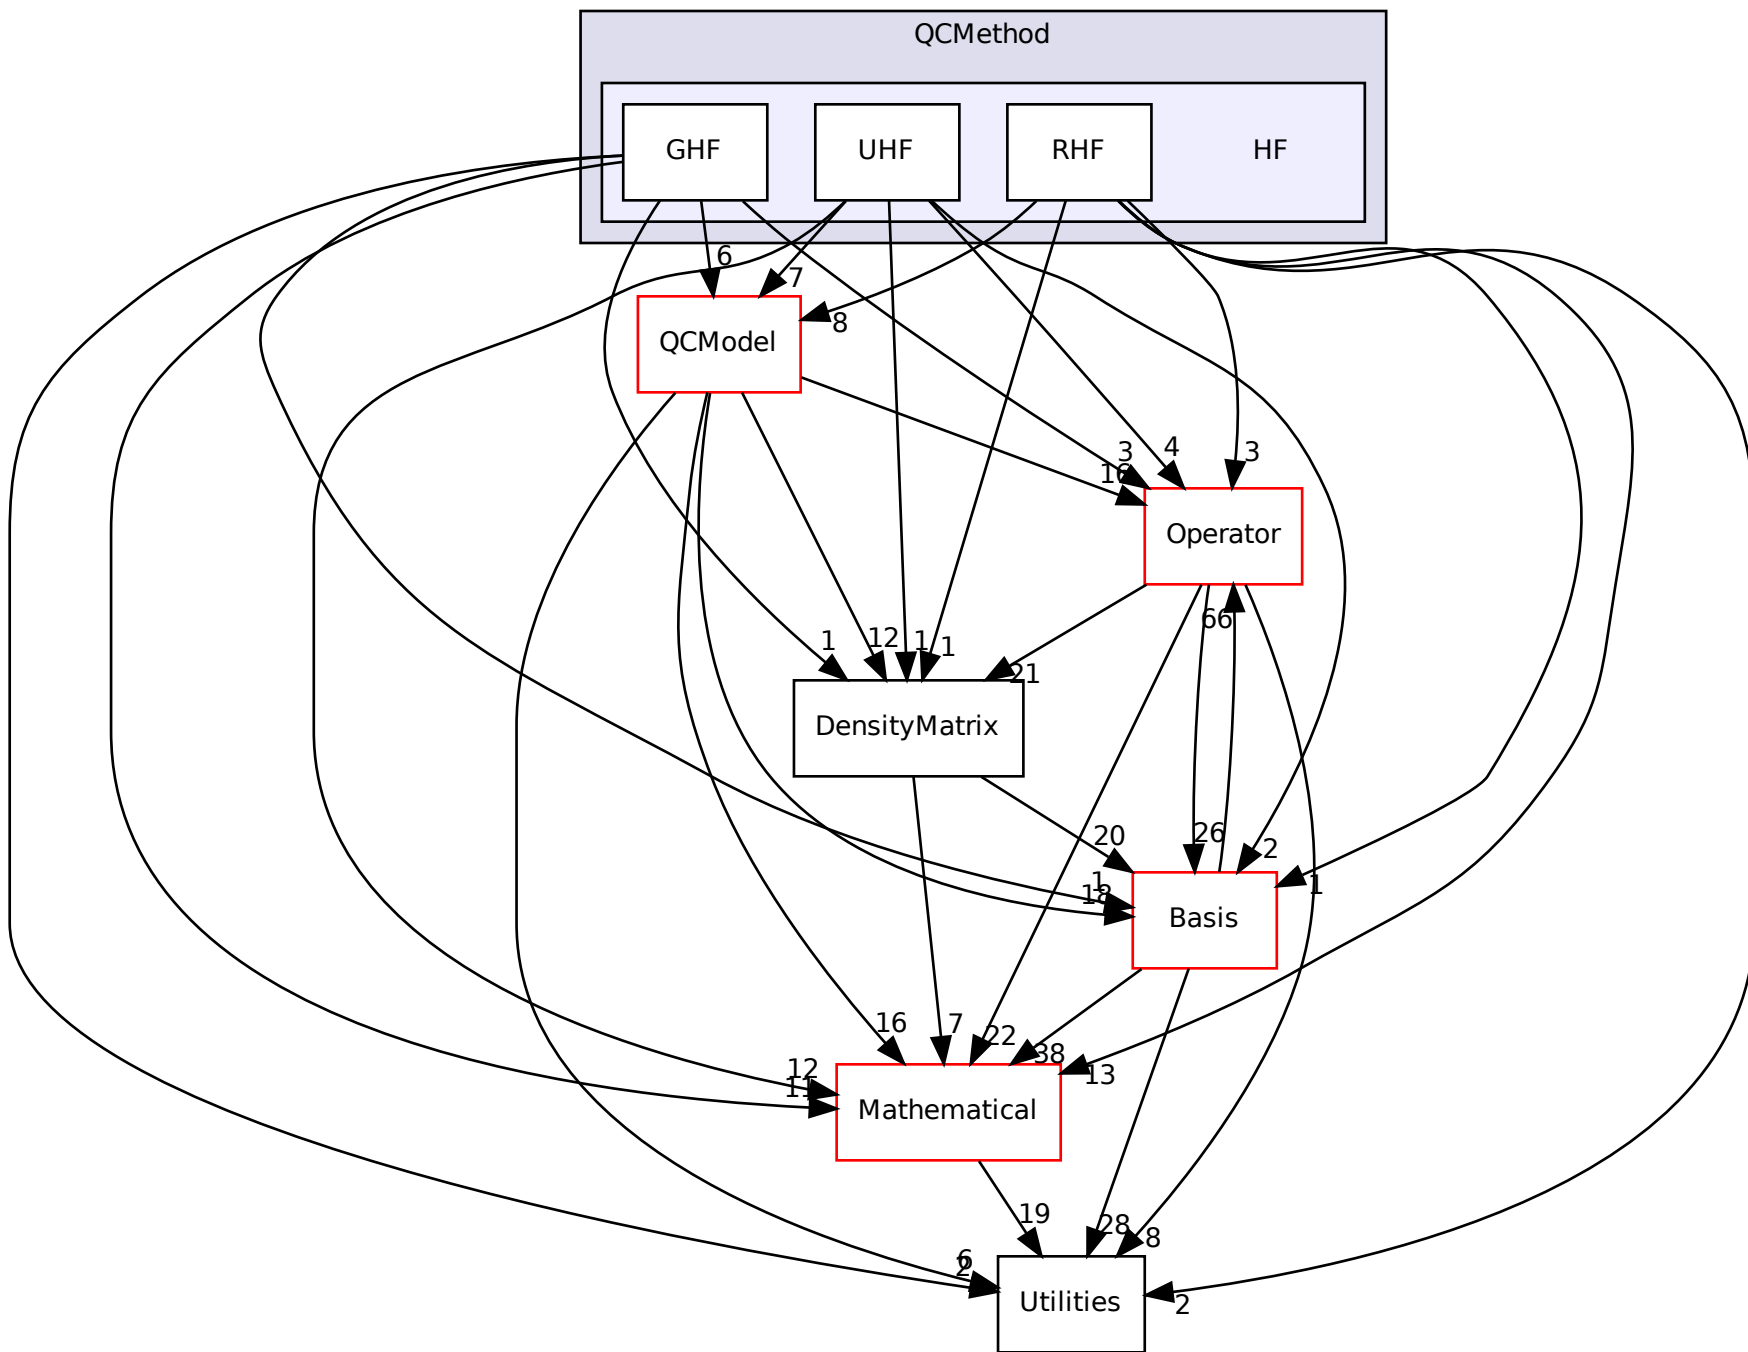 QCMethod
GHF
UHF
RHF
HF
6
7
8
QCModel
3
4
3
16
Operator
66
1
12
1
1
21
DensityMatrix
20
26
2
1
18
1
Basis
16
7
22
38
13
12
11
Mathematical
19
28
8
6
2
2
Utilities